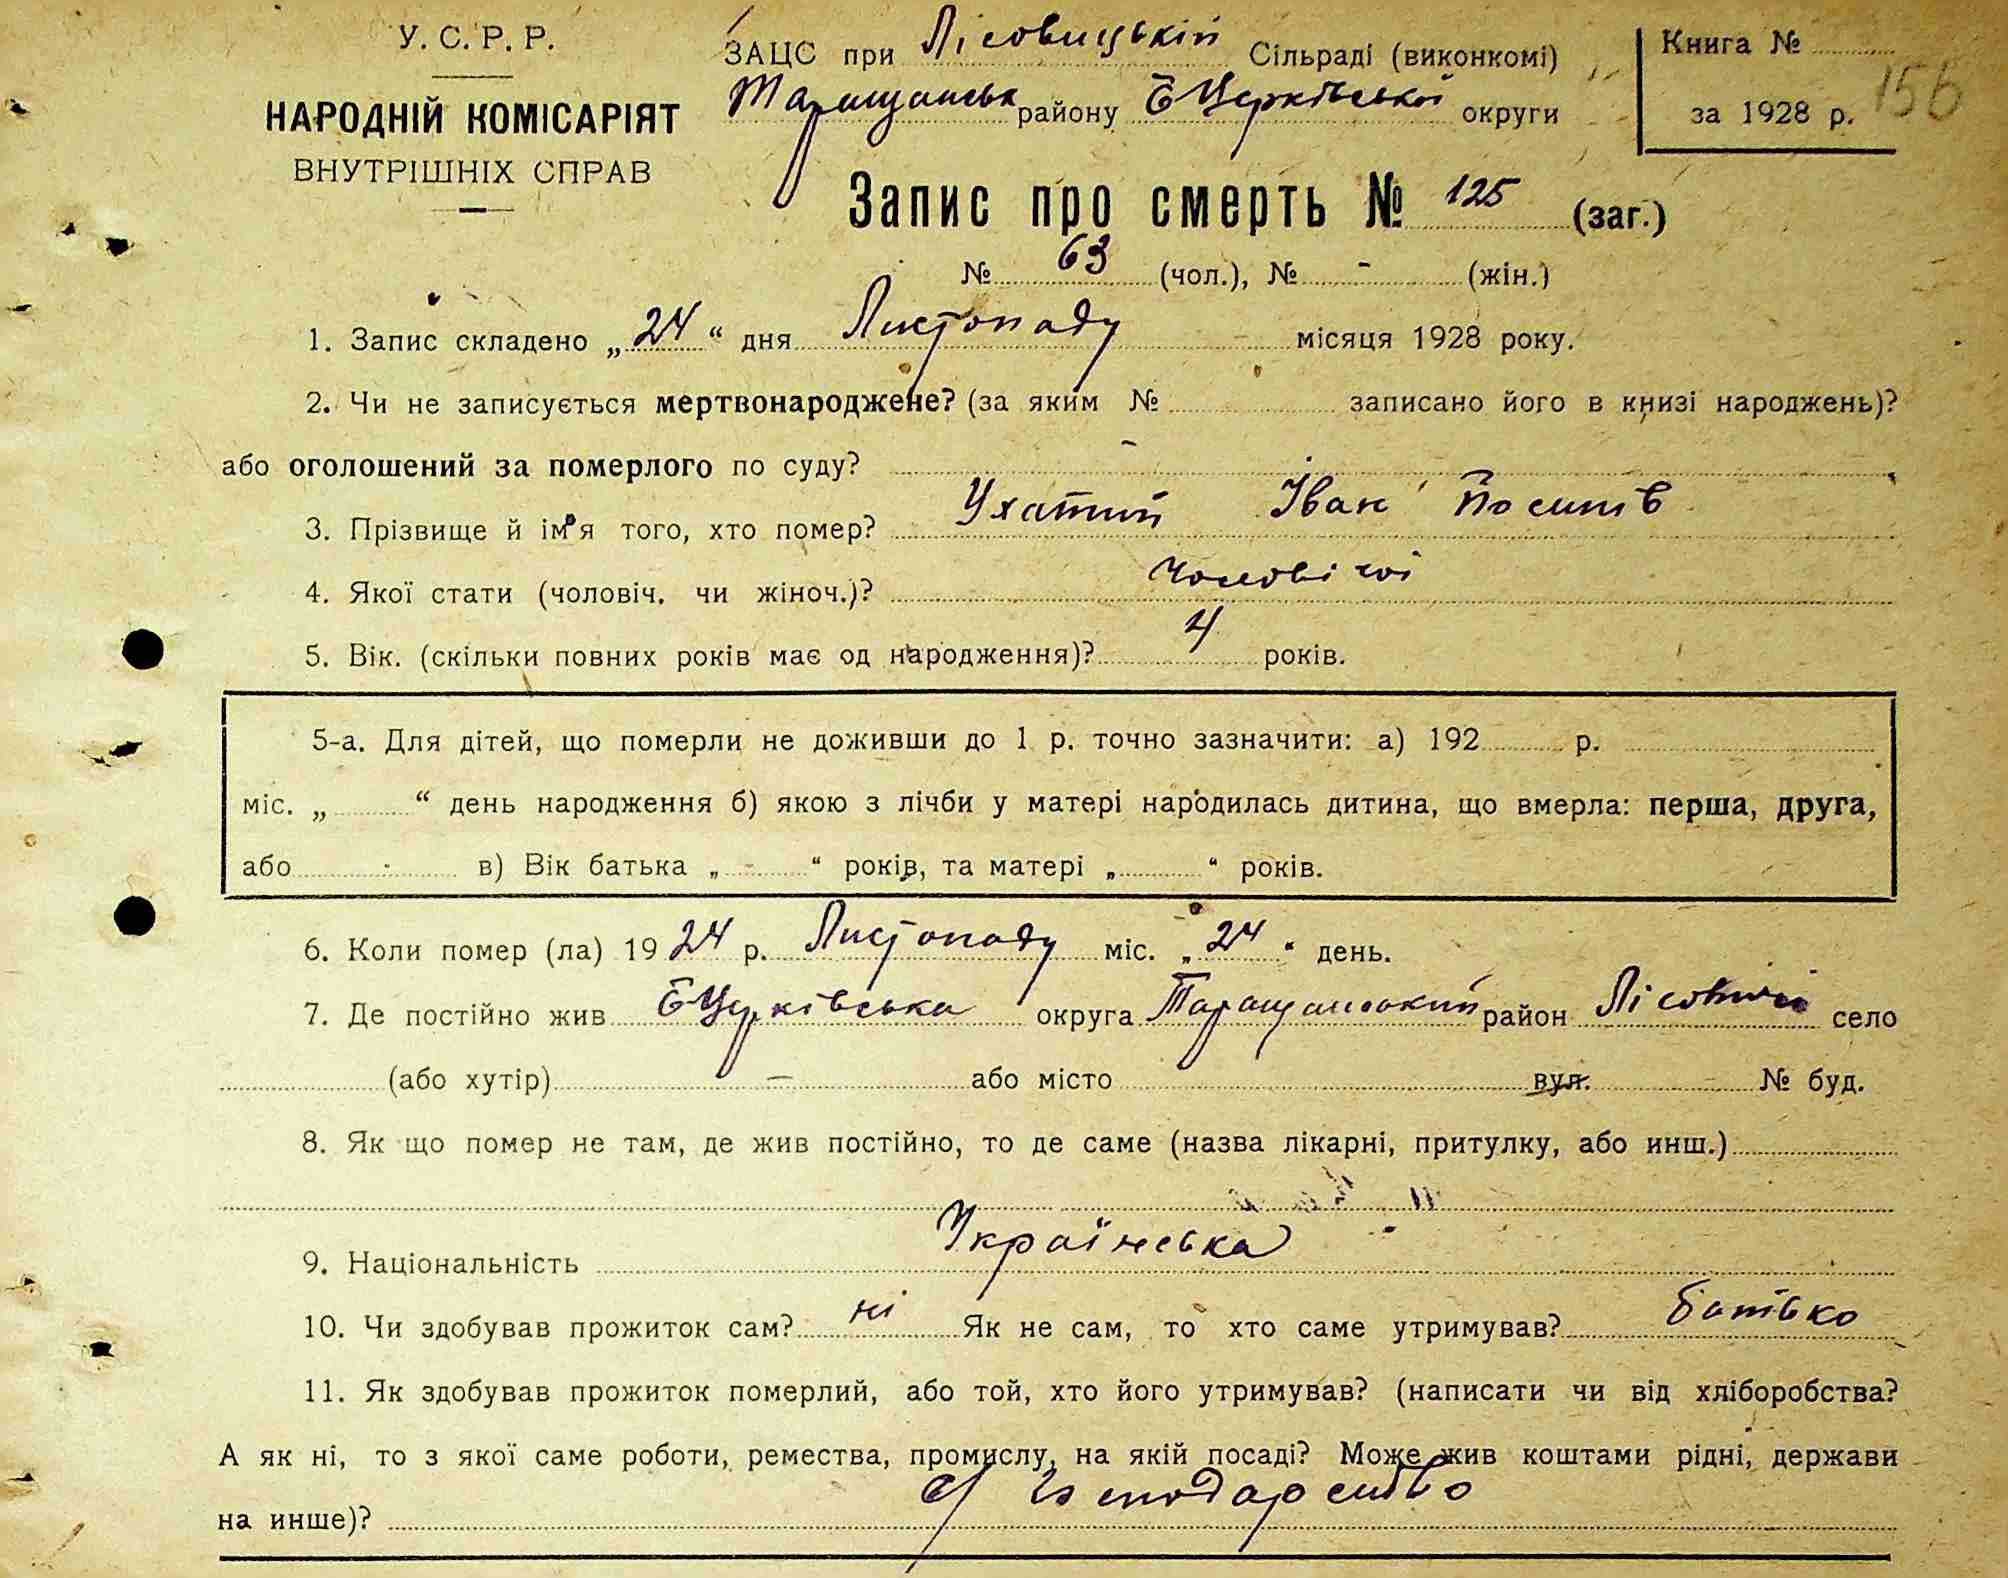 У. С. Р. Р.
НАРОДНІЙ КОМІСАРІЯТ
ВНУТРІШНІХ СПРАВ
ЗАЦС при Лісовицькій Сільраді (виконкомі)
Таращанськ району БЦерківської округи
Книга №
за 1928 р.
156
Запис про смерть № 125 (заг.)
№ 63 (чол.), № - (жін.)
1. Запис складено „24“ дня Листопаду місяця 1928 року.
2. Чи не записується мертвонароджене? (за яким № записано його в книзі народжень)?
або оголошений за померлого по суду? -
3. Прізвище й ім'я того, хто помер? Ухатий Іван Йосипів
4. Якої стати (чоловіч. чи жіноч.)? чоловічої
5. Вік. (скільки повних років має од народження)? 4 років.
5-а. Для дітей, що померли не доживши до 1 р. точно зазначити: а) 192 р.
міс. „ “ день народження б) якою з лічби у матері народилась дитина, що вмерла: перша, друга,
або - в) Вік батька „ - “ років, та матері „ “ років.
6. Коли помер (ла) 1924 р. Листопаду міс. „24“ день.
7. Де постійно жив БЦерківська округа Таращанський район Лісовичі село
(або хутір) - або місто вул. - № буд.
8. Як що помер не там, де жив постійно, то де саме (назва лікарні, притулку, або инш.)
9. Національність Українська
10. Чи здобував прожиток сам? ні Як не сам, то хто саме утримував? батько
11. Як здобував прожиток померлий, або той, хто його утримував? (написати чи від хліборобства?
А як ні, то з якої саме роботи, ремества, промислу, на якій посаді? Може жив коштами рідні, держави
на инше)? с/господарство